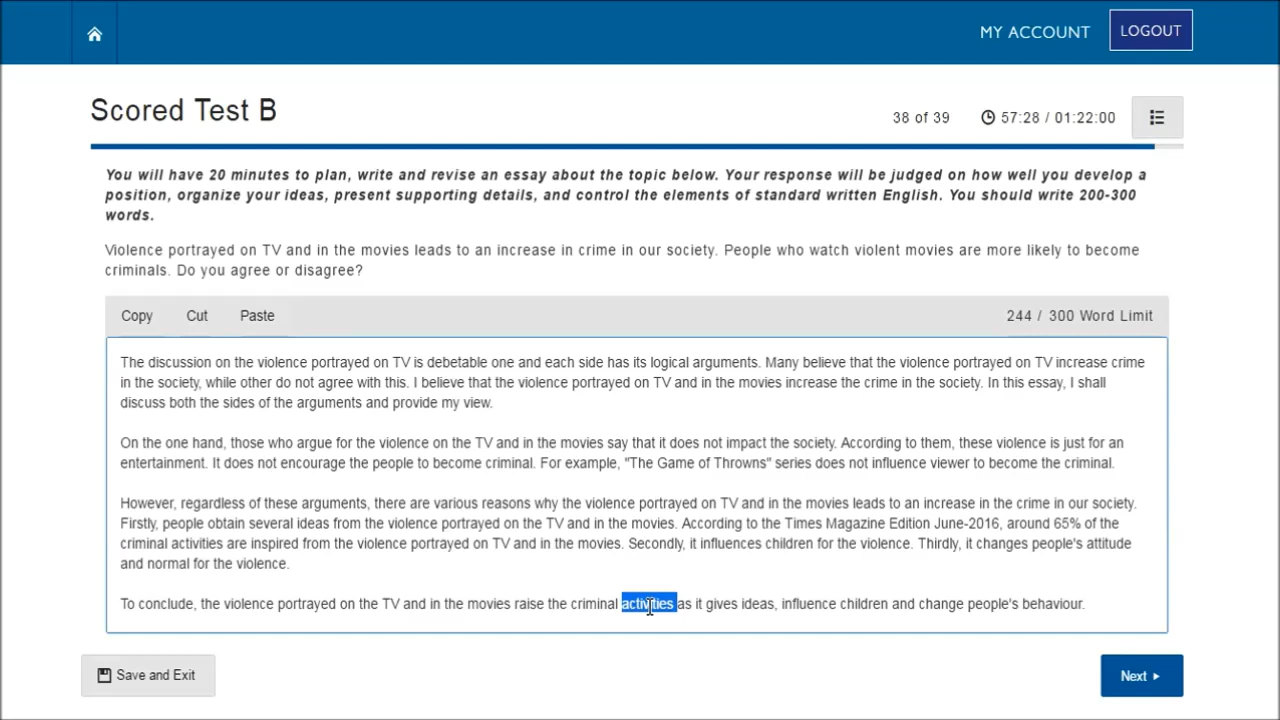 MY ACCOUNT
LOGOUT
Scored Test B
38 of 39
57:28 / 01:22:00
You will have 20 minutes to plan, write and revise an essay about the topic below. Your response will be judged on how well you develop a
position, organize your ideas, present supporting details, and control the elements of standard written English. You should write 200-300
words.
Violence portrayed on TV and in the movies leads to an increase in crime in our society. People who watch violent movies are more likely to become
criminals. Do you agree or disagree?
Copy Cut Paste
244 / 300 Word Limit
The discussion on the violence portrayed on TV is debetable one and each side has its logical arguments. Many believe that the violence portrayed on TV increase crime
in the society, while other do not agree with this. I believe that the violence portrayed on TV and in the movies increase the crime in the society. In this essay, I shall
discuss both the sides of the arguments and provide my view.
On the one hand, those who argue for the violence on the TV and in the movies say that it does not impact the society. According to them, these violence is just for an
entertainment. It does not encourage the people to become criminal. For example, "The Game of Throwns" series does not influence viewer to become the criminal.
However, regardless of these arguments, there are various reasons why the violence portrayed on TV and in the movies leads to an increase in the crime in our society.
Firstly, people obtain several ideas from the violence portrayed on the TV and in the movies. According to the Times Magazine Edition June-2016, around 65% of the
criminal activities are inspired from the violence portrayed on TV and in the movies. Secondly, it influences children for the violence. Thirdly, it changes people's attitude
and normal for the violence.
To conclude, the violence portrayed on the TV and in the movies raise the criminal activities as it gives ideas, influence children and change people's behaviour.
Save and Exit
Next